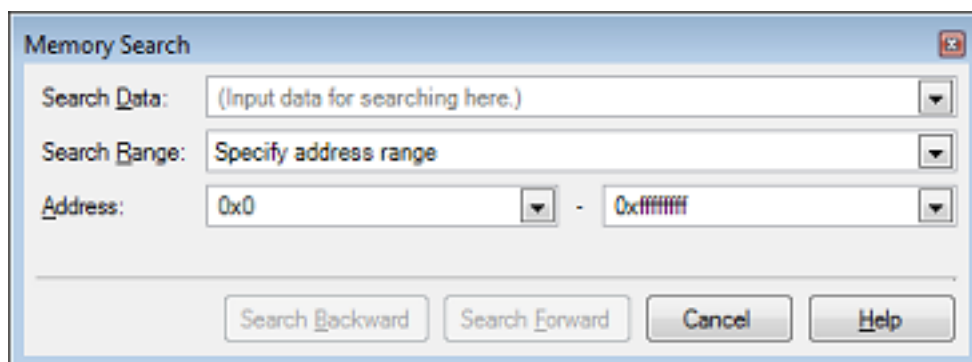 Memory Search
Search Data: (Input data for searching here.)
Search Range: Specify address range
Address: 0x0 - 0xffffffff
Search Backward Search Forward Cancel Help